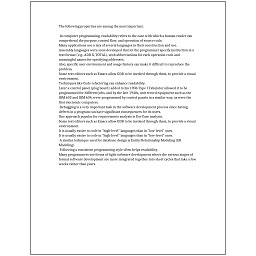 The following properties are among the most important:
In computer programming, readability refers to the ease with which a human reader can
comprehend the purpose, control flow, and operation of source code.
Many applications use a mix of several languages in their construction and use.
Assembly languages were soon developed that let the programmer specify instruction in a
text format (e.g., ADD X, TOTAL), with abbreviations for each operation code and
meaningful names for specifying addresses.
Also, specific user environment and usage history can make it difficult to reproduce the
problem.
Some text editors such as Emacs allow GDB to be invoked through them, to provide a visual
environment.
Techniques like Code refactoring can enhance readability.
Later a control panel (plug board) added to his 1906 Type I Tabulator allowed it to be
programmed for different jobs, and by the late 1940s, unit record equipment such as the
IBM 602 and IBM 604, were programmed by control panels in a similar way, as were the
first electronic computers.
Debugging is a very important task in the software development process since having
defects in a program can have significant consequences for its users.
One approach popular for requirements analysis is Use Case analysis.
Some text editors such as Emacs allow GDB to be invoked through them, to provide a visual
environment.
It is usually easier to code in "high-level" languages than in "low-level" ones.
It is usually easier to code in "high-level" languages than in "low-level" ones.
A similar technique used for database design is Entity-Relationship Modeling (ER
Modeling).
Following a consistent programming style often helps readability.
Many programmers use forms of Agile software development where the various stages of
formal software development are more integrated together into short cycles that take a few
weeks rather than years.